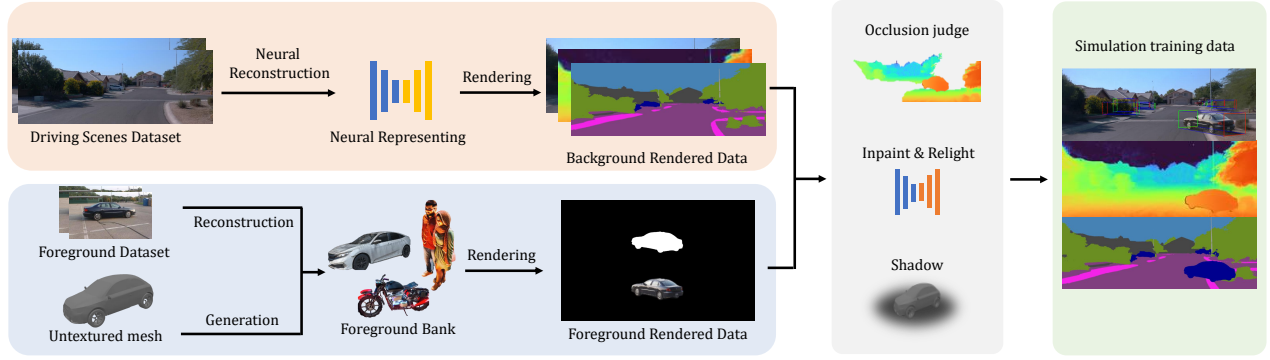 Neural
Reconstruction
Rendering
Driving Scenes Dataset
Neural Representing
Background Rendered Data
Reconstruction
Foreground Dataset
Rendering
Generation
Untextured mesh
Foreground Bank
Foreground Rendered Data
Occlusion judge
Inpaint & Relight
Shadow
Simulation training data